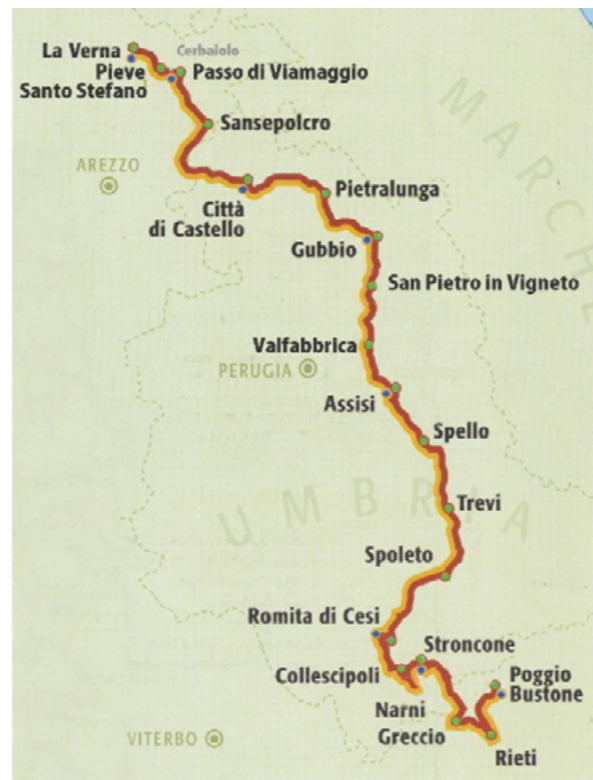 La Verna
Cerbaiolo
Pieve
Santo Stefano
Passo di Viamaggio
Sansepolcro
MARCHE
AREZZO
Pietralunga
Città
di Castello
Gubbio
San Pietro in Vigneto
Valfabbrica
PERUGIA
Assisi
Spello
UMBRIA
Trevi
Spoleto
Romita di Cesi
Stroncone
Collescipoli
Poggio
Bustone
Narni
Greccio
VITERBO
Rieti